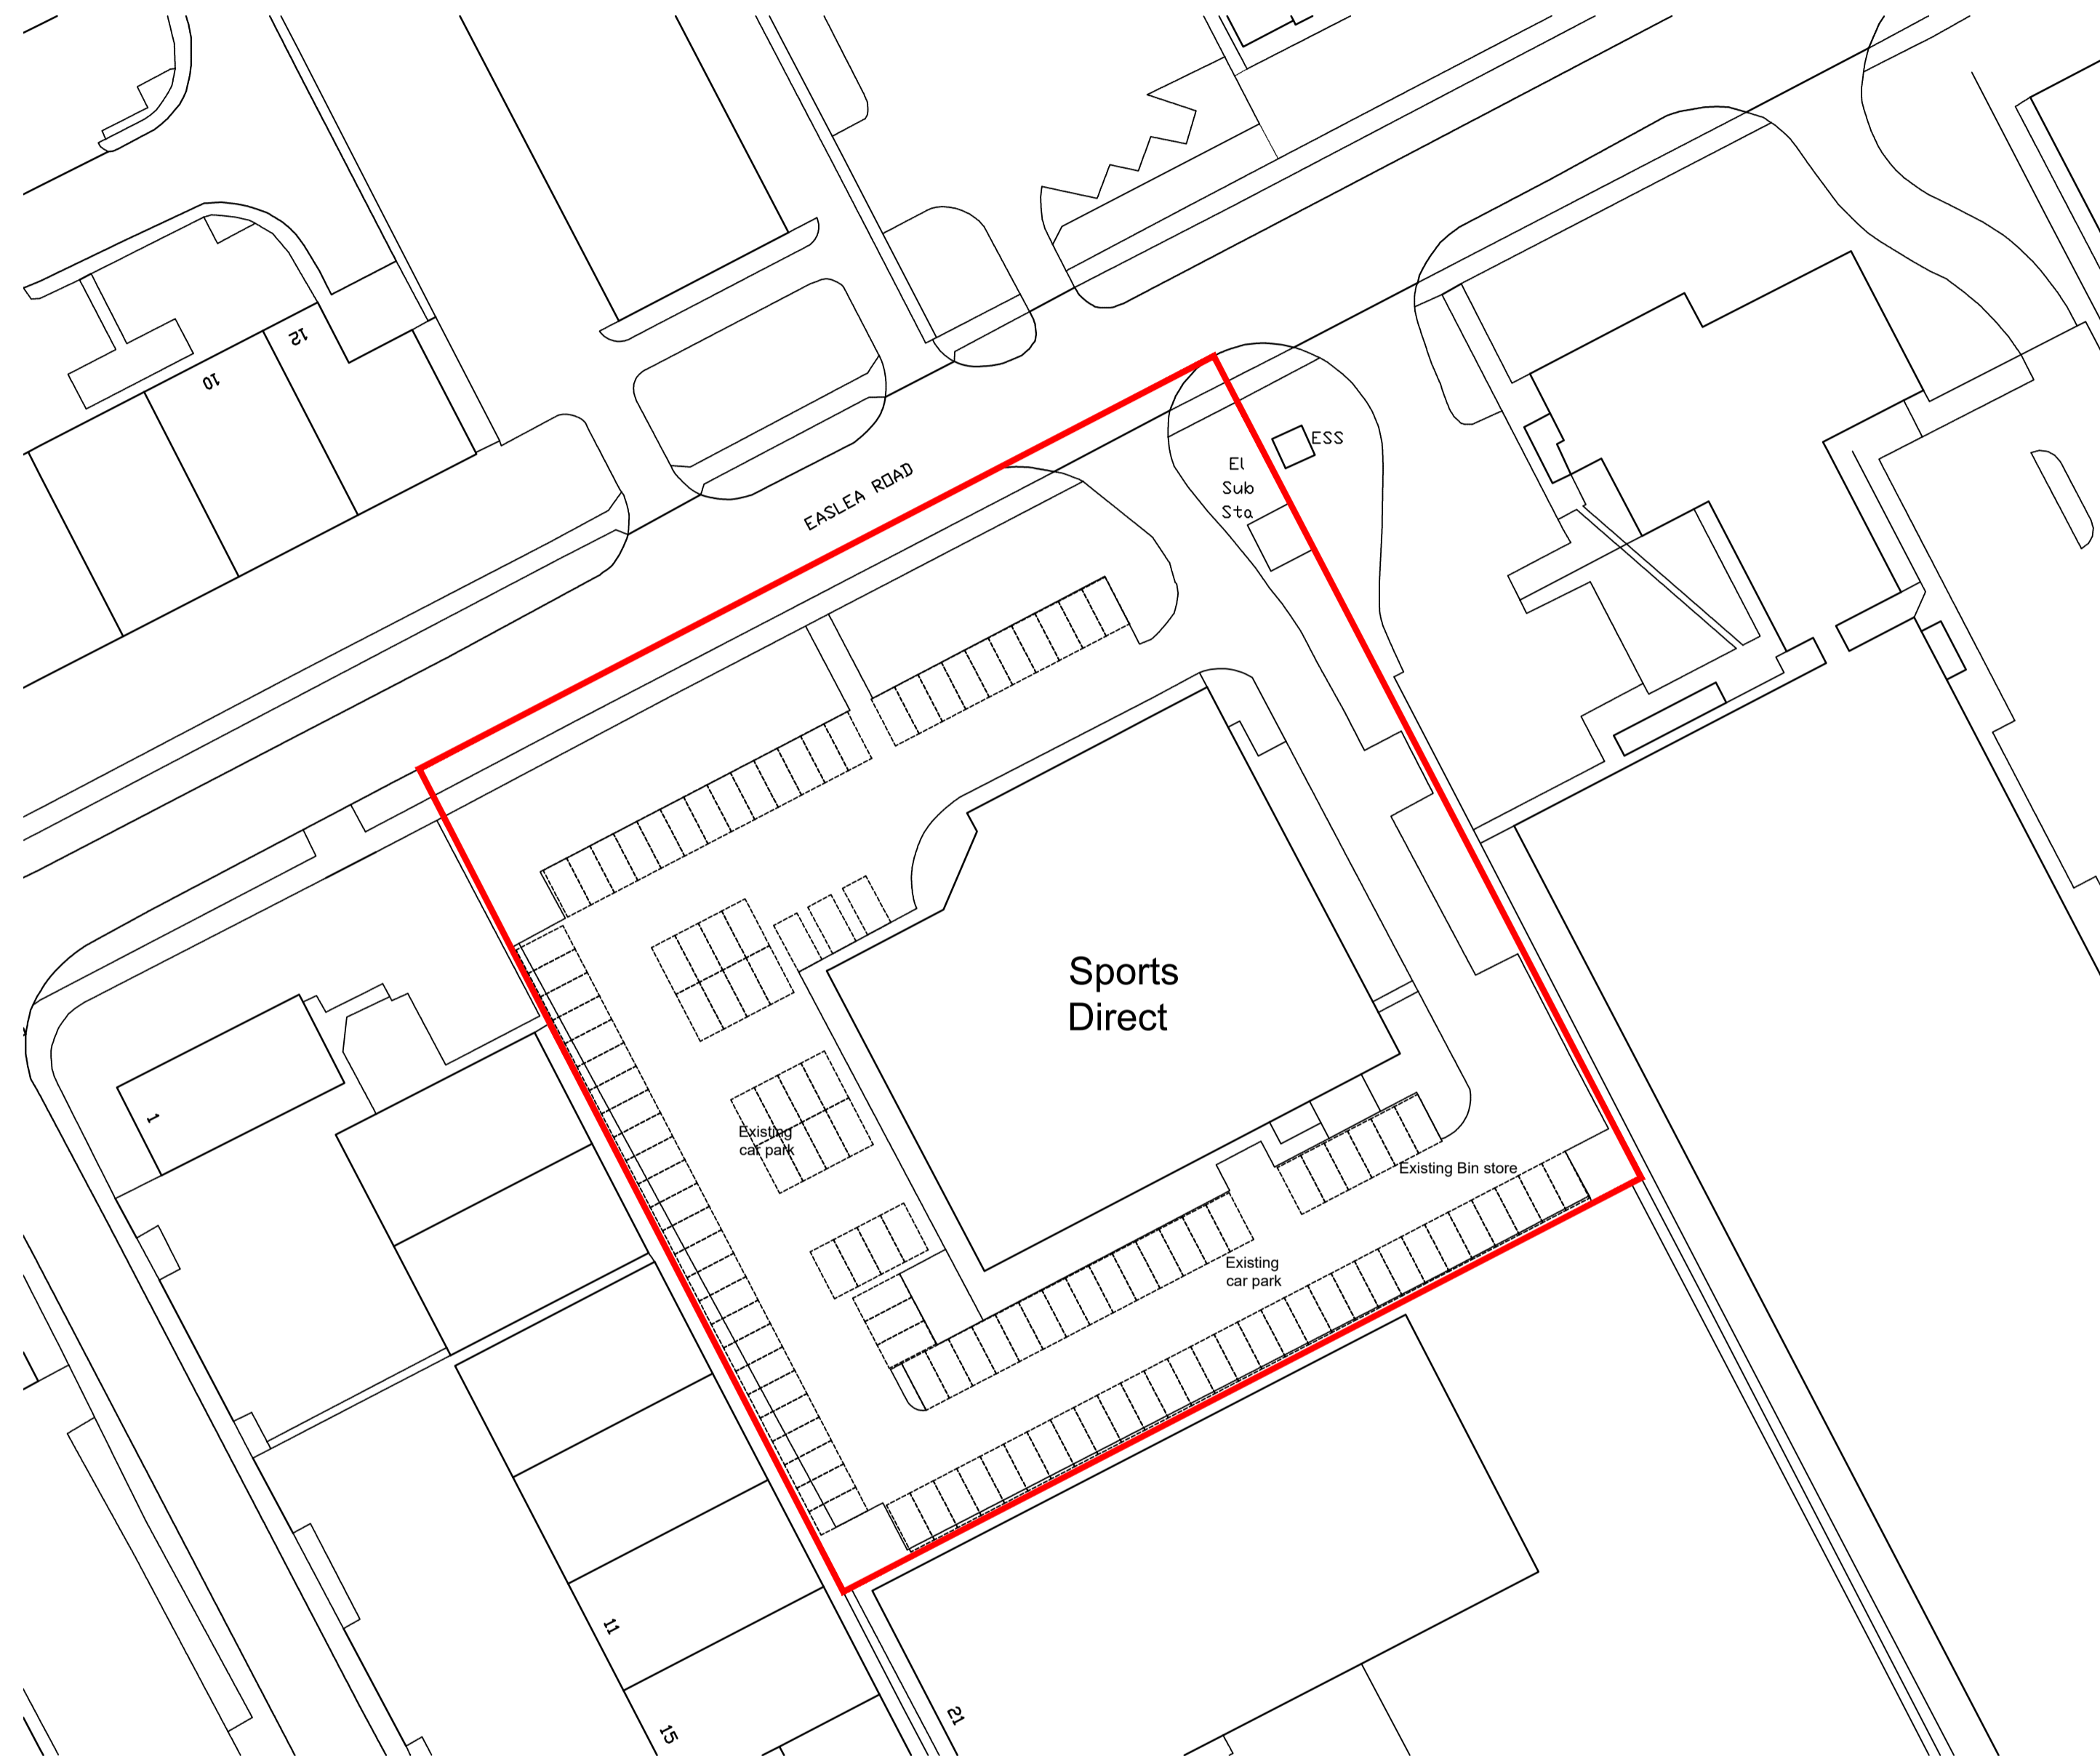 12
10
ESS
El
Sub
Sta
EASLEA ROAD
Sports
Direct
1
Existing
car park
Existing Bin store
Existing
car park
11
15
21